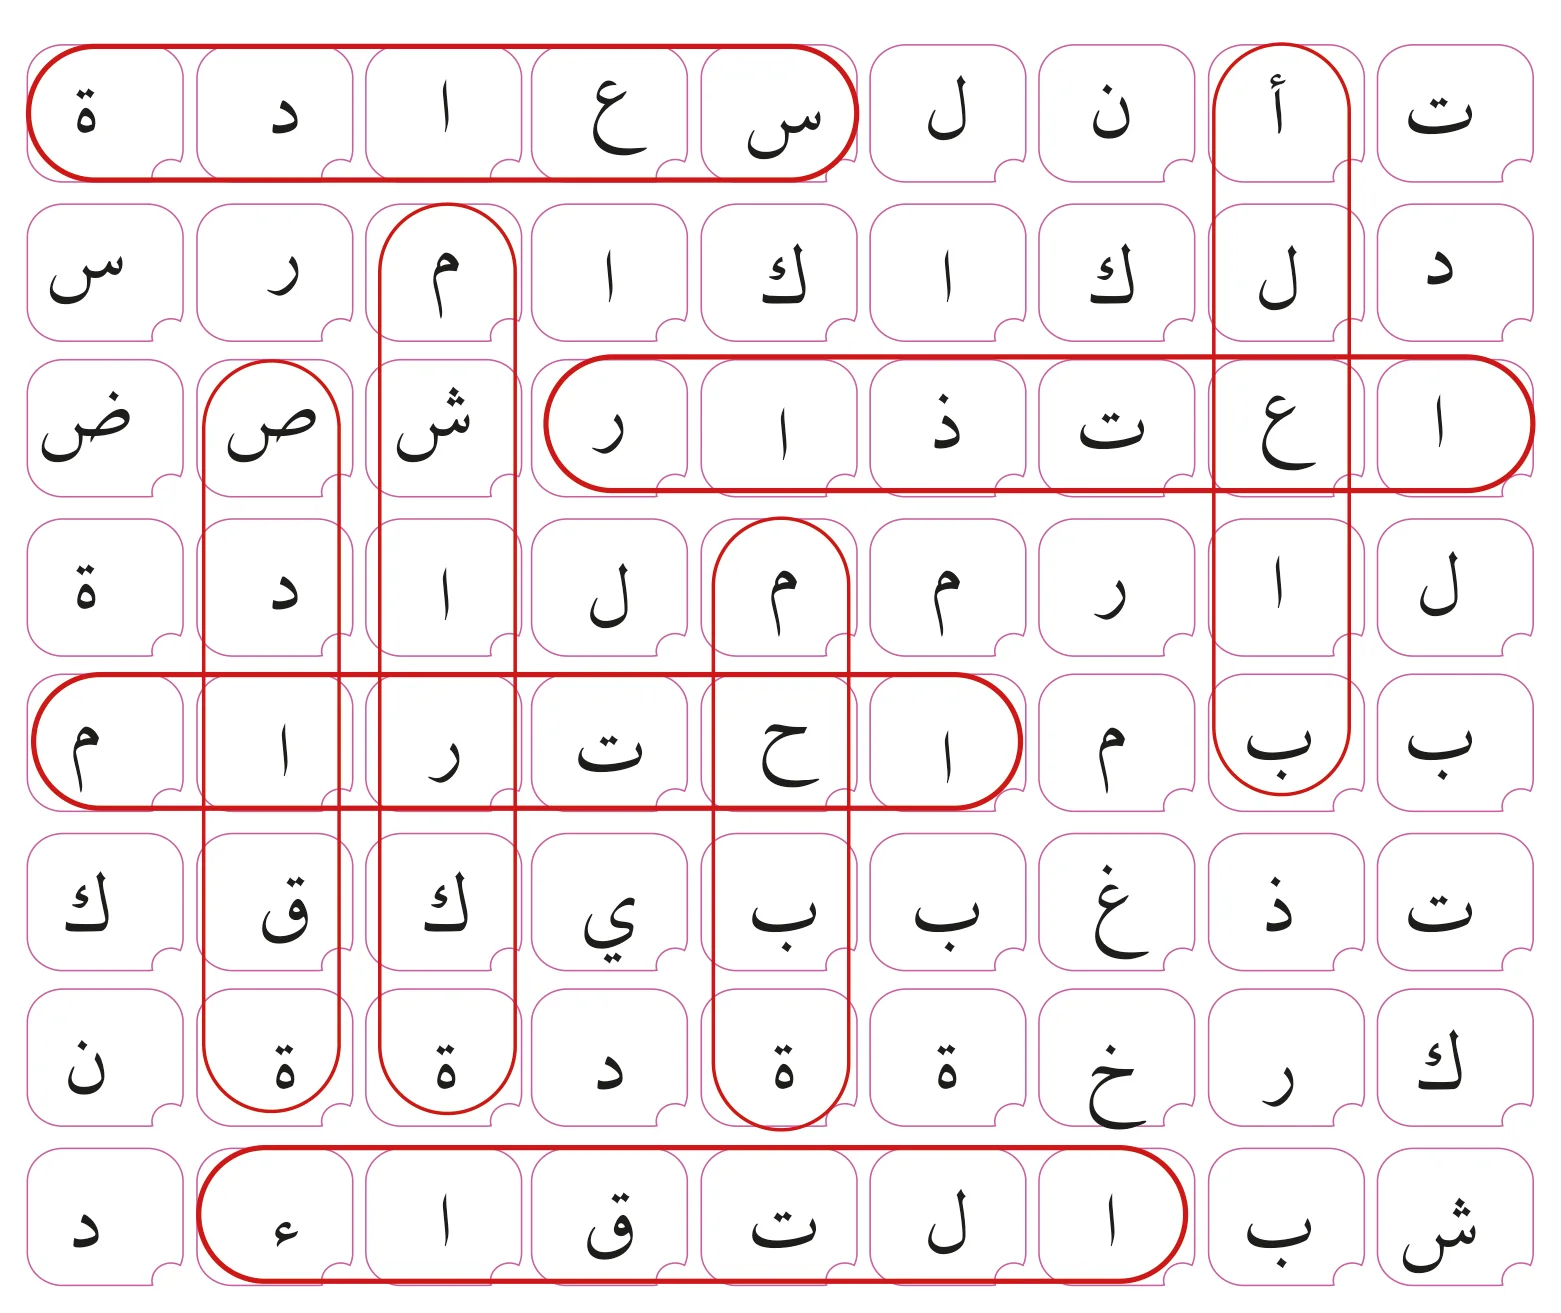 ت أ ن ل س ع ا د ة
د ل ك ا ك ا م ر س
ا ع ت ذ ا ر ش ص ض
ل ا ر م م ل ا د ة
ب ب م ا ح ت ر ا م
ت ذ غ ب ب ي ك ق ك
ك ر خ ة ة د ة ة ن
ش ب ا ل ت ق ا ء د